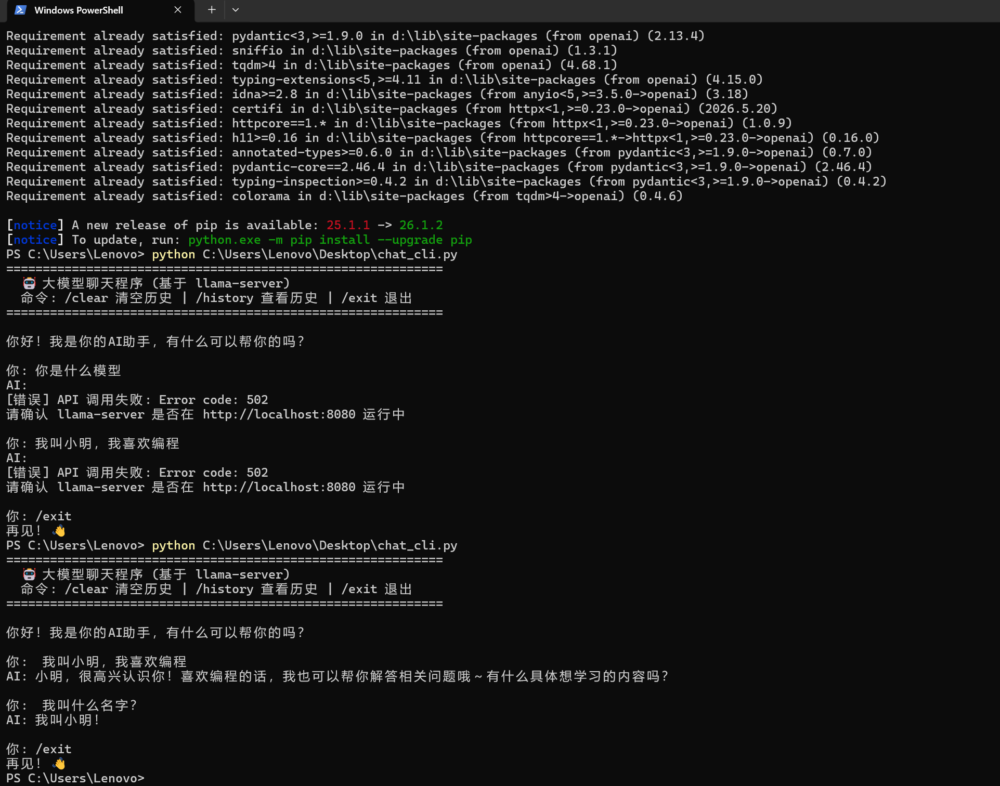 Windows PowerShell
Requirement already satisfied: pydantic<3,>=1.9.0 in d:\lib\site-packages (from openai) (2.13.4)
Requirement already satisfied: sniffio in d:\lib\site-packages (from openai) (1.3.1)
Requirement already satisfied: tqdm>4 in d:\lib\site-packages (from openai) (4.68.1)
Requirement already satisfied: typing-extensions<5,>=4.11 in d:\lib\site-packages (from openai) (4.15.0)
Requirement already satisfied: idna>=2.8 in d:\lib\site-packages (from anyio<5,>=3.5.0->openai) (3.18)
Requirement already satisfied: certifi in d:\lib\site-packages (from httpx<1,>=0.23.0->openai) (2026.5.20)
Requirement already satisfied: httpcore==1.* in d:\lib\site-packages (from httpx<1,>=0.23.0->openai) (1.0.9)
Requirement already satisfied: h11>=0.16 in d:\lib\site-packages (from httpcore==1.*->httpx<1,>=0.23.0->openai) (0.16.0)
Requirement already satisfied: annotated-types>=0.6.0 in d:\lib\site-packages (from pydantic<3,>=1.9.0->openai) (0.7.0)
Requirement already satisfied: pydantic-core==2.46.4 in d:\lib\site-packages (from pydantic<3,>=1.9.0->openai) (2.46.4)
Requirement already satisfied: typing-inspection>=0.4.2 in d:\lib\site-packages (from pydantic<3,>=1.9.0->openai) (0.4.2)
Requirement already satisfied: colorama in d:\lib\site-packages (from tqdm>4->openai) (0.4.6)
[notice] A new release of pip is available: 25.1.1 -> 26.1.2
[notice] To update, run: python.exe -m pip install --upgrade pip
PS C:\Users\Lenovo> python C:\Users\Lenovo\Desktop\chat_cli.py
============================================================
🤖 大模型聊天程序 (基于 llama-server)
命令: /clear 清空历史 | /history 查看历史 | /exit 退出
============================================================
你好! 我是你的AI助手, 有什么可以帮你的吗?
你: 你是什么模型
AI:
[错误] API 调用失败: Error code: 502
请确认 llama-server 是否在 http://localhost:8080 运行中
你: 我叫小明, 我喜欢编程
AI:
[错误] API 调用失败: Error code: 502
请确认 llama-server 是否在 http://localhost:8080 运行中
你: /exit
再见! 👋
PS C:\Users\Lenovo> python C:\Users\Lenovo\Desktop\chat_cli.py
============================================================
🤖 大模型聊天程序 (基于 llama-server)
命令: /clear 清空历史 | /history 查看历史 | /exit 退出
============================================================
你好! 我是你的AI助手, 有什么可以帮你的吗?
你:  我叫小明, 我喜欢编程
AI: 小明, 很高兴认识你! 喜欢编程的话, 我也可以帮你解答相关问题哦~有什么具体想学习的内容吗?
你:  我叫什么名字?
AI: 我叫小明!
你: /exit
再见! 👋
PS C:\Users\Lenovo>